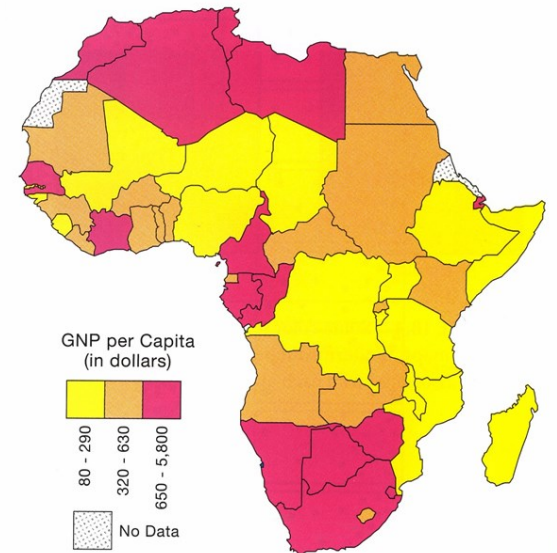 GNP per Capita
(in dollars)
80 - 290
320 - 630
650 - 5,800
No Data